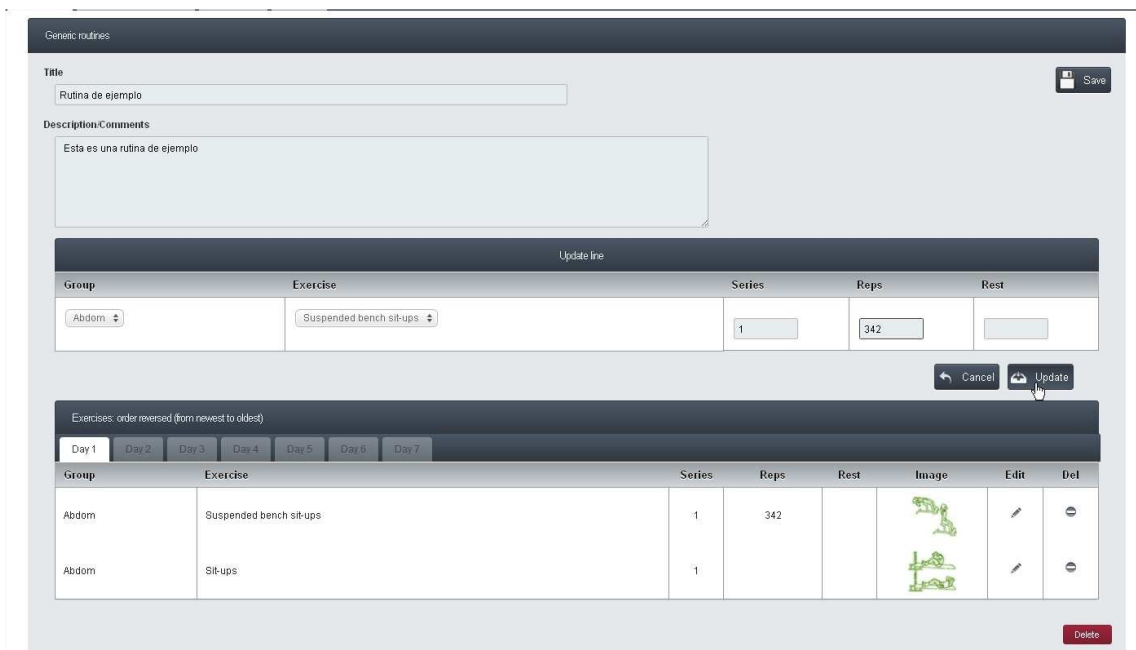 Generic routines
Title
Save
Rutina de ejemplo
Description/Comments
Esta es una rutina de ejemplo
Update line
Group Exercise Series Reps Rest
Abdom Suspended bench sit-ups 1 342
Cancel Update
Exercises: order reversed (from newest to oldest)
Day 1 Day 2 Day 3 Day 4 Day 5 Day 6 Day 7
Group Exercise Series Reps Rest Image Edit Del
Abdom Suspended bench sit-ups 1 342
Abdom Sit-ups 1
Delete